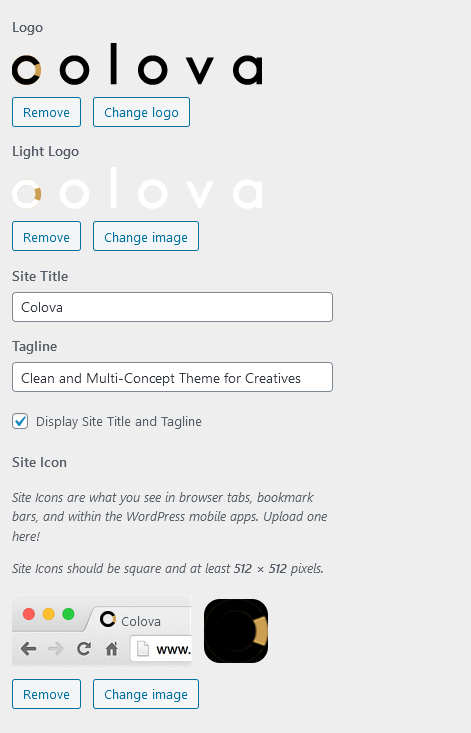 Logo
colova
Remove Change logo
Light Logo
colova
Remove Change image
Site Title
Colova
Tagline
Clean and Multi-Concept Theme for Creatives
Display Site Title and Tagline
Site Icon
Site Icons are what you see in browser tabs, bookmark
bars, and within the WordPress mobile apps. Upload one
here!
Site Icons should be square and at least 512 × 512 pixels.
Colova
www.
Remove Change image